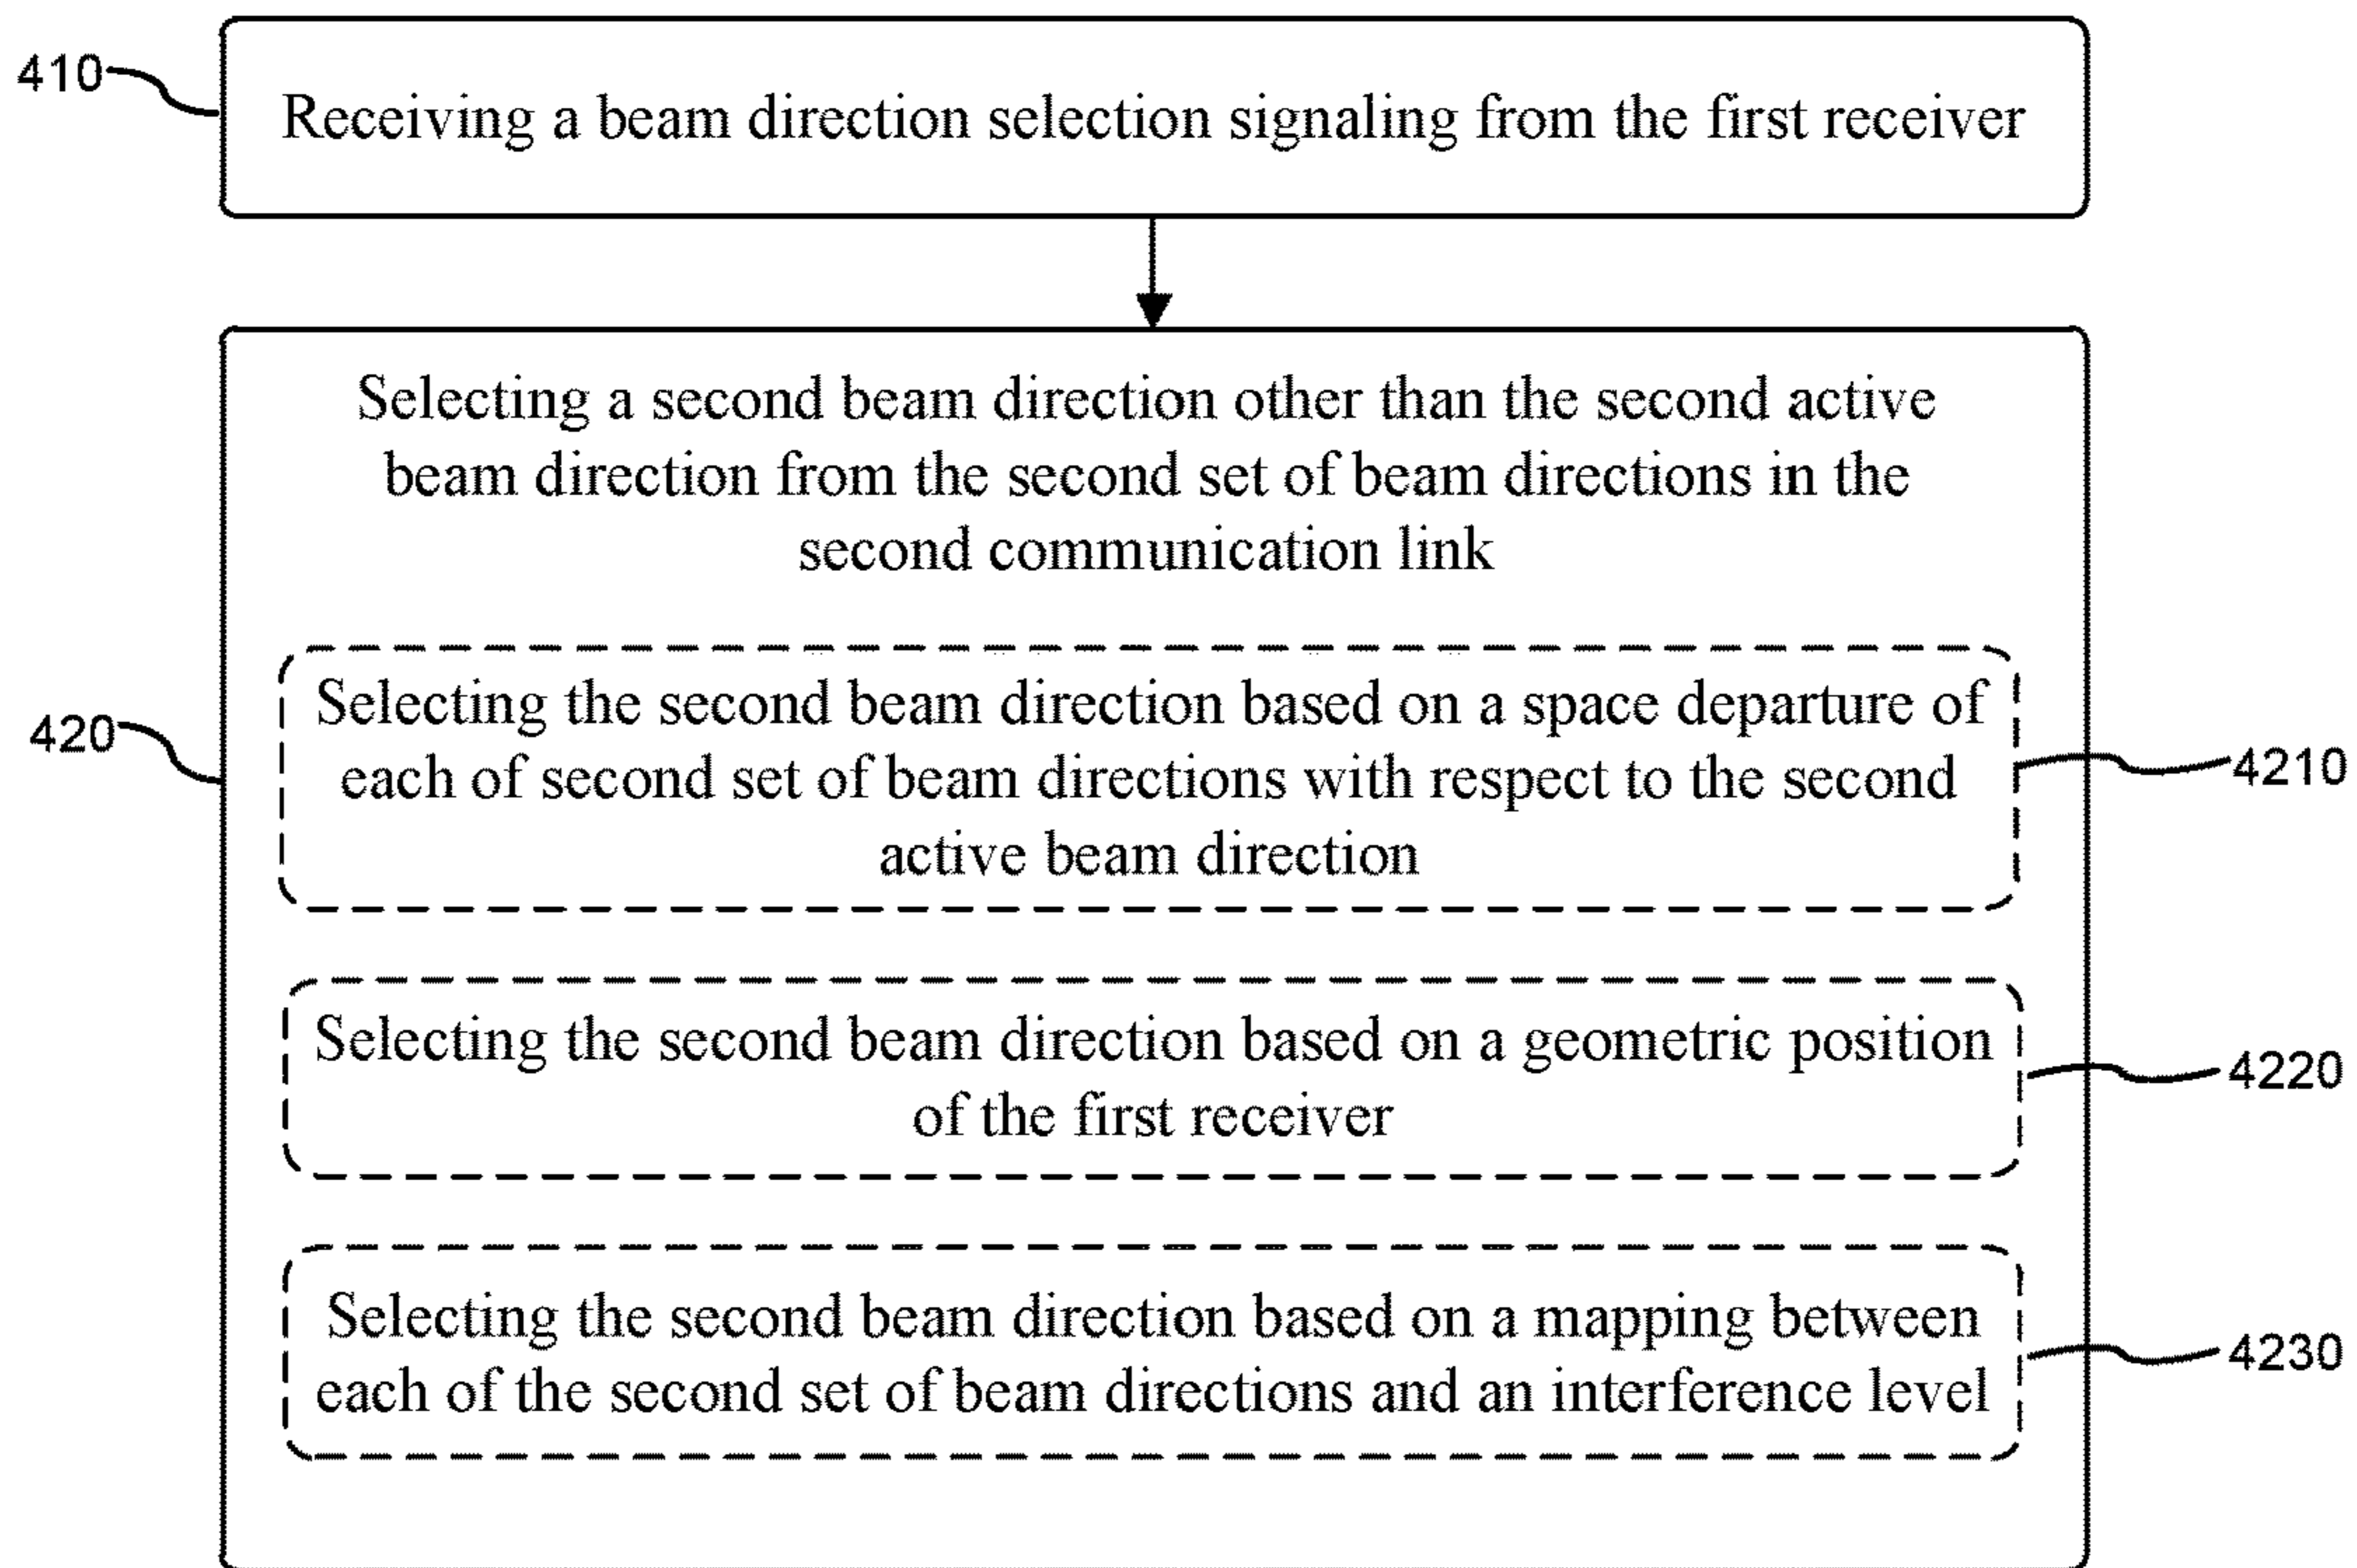 410
Receiving a beam direction selection signaling from the first receiver
Selecting a second beam direction other than the second active
beam direction from the second set of beam directions in the
second communication link
420
Selecting the second beam direction based on a space departure of
each of second set of beam directions with respect to the second
active beam direction
4210
Selecting the second beam direction based on a geometric position
of the first receiver
4220
Selecting the second beam direction based on a mapping between
each of the second set of beam directions and an interference level
4230